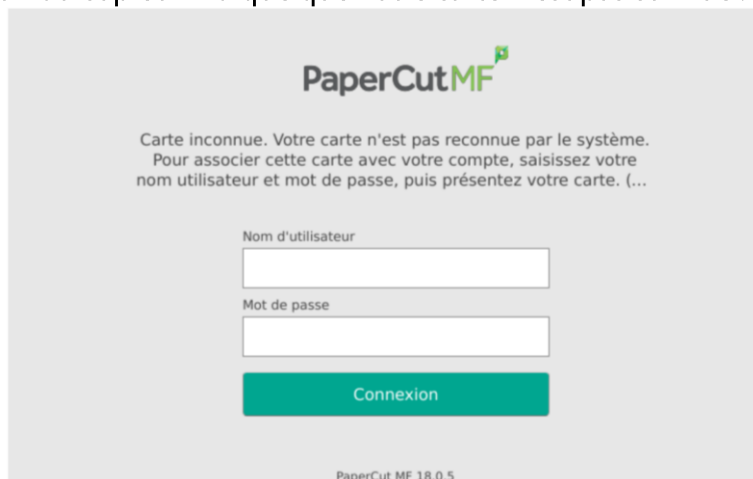 PaperCutMF
Carte inconnue. Votre carte n'est pas reconnue par le système.
Pour associer cette carte avec votre compte, saisissez votre
nom utilisateur et mot de passe, puis présentez votre carte. (...
Nom d'utilisateur
Mot de passe
Connexion
PaperCut MF 18.0.5